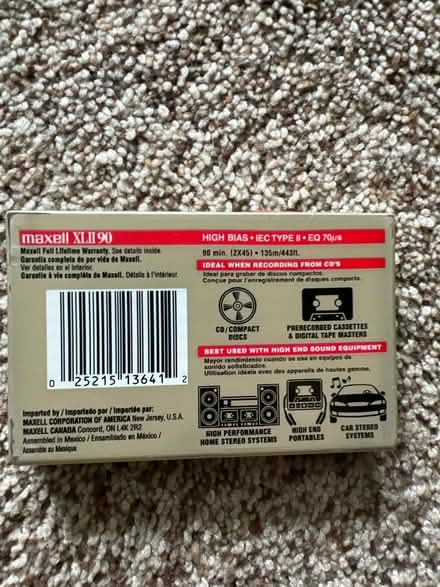 maxell XLII 90
Maxell Full Lifetime Warranty. See details inside.
Garantía completa de por vida de Maxell.
Ver detalles en el interior.
Garantie à vie complète de Maxell. Détails à l'intérieur.
0 25215 13641 2
Imported by / Importado por / Importée par:
MAXELL CORPORATION OF AMERICA New Jersey, U.S.A.
MAXELL CANADA Concord, ON L4K 2R2
Assembled in Mexico / Ensamblado en México /
Assemblé au Mexique
HIGH BIAS • IEC TYPE II • EQ 70µs
90 min. (2X45) • 135m/443ft.
IDEAL WHEN RECORDING FROM CD'S
Ideal para grabar de discos compactos.
Conçue pour l'enregistrement de disques compacts.
CD/COMPACT
DISCS
PRERECORDED CASSETTES
& DIGITAL TAPE MASTERS
BEST USED WITH HIGH END SOUND EQUIPMENT
Mayor rendimiento cuando se usa en equipos de
sonido sofisticados.
Utilisation idéale avec des appareils de hautes gamme.
HIGH PERFORMANCE
HOME STEREO SYSTEMS
HIGH END
PORTABLES
CAR STEREO
SYSTEMS